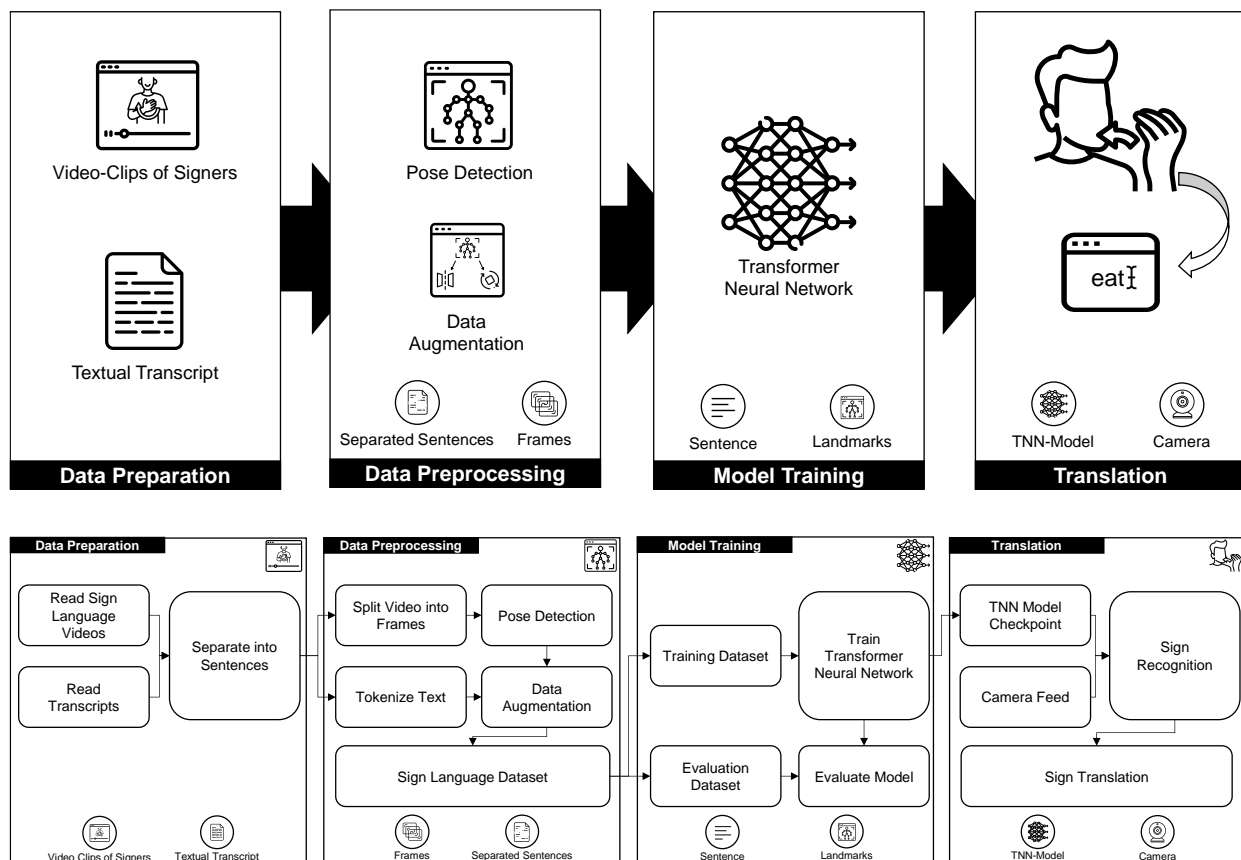 Video-Clips of Signers
Textual Transcript
Data Preparation
Pose Detection
Data
Augmentation
Separated Sentences
Frames
Data Preprocessing
Transformer
Neural Network
Sentence
Landmarks
Model Training
eat
TNN-Model
Camera
Translation
Data Preparation
Read Sign
Language
Videos
Read
Transcripts
Separate into
Sentences
Video Clips of Signers
Textual Transcript
Data Preprocessing
Split Video into
Frames
Pose Detection
Tokenize Text
Data
Augmentation
Sign Language Dataset
Frames
Separated Sentences
Model Training
Training Dataset
Train
Transformer
Neural Network
Evaluation
Dataset
Evaluate Model
Sentence
Landmarks
Translation
TNN Model
Checkpoint
Camera Feed
Sign
Recognition
Sign Translation
TNN-Model
Camera